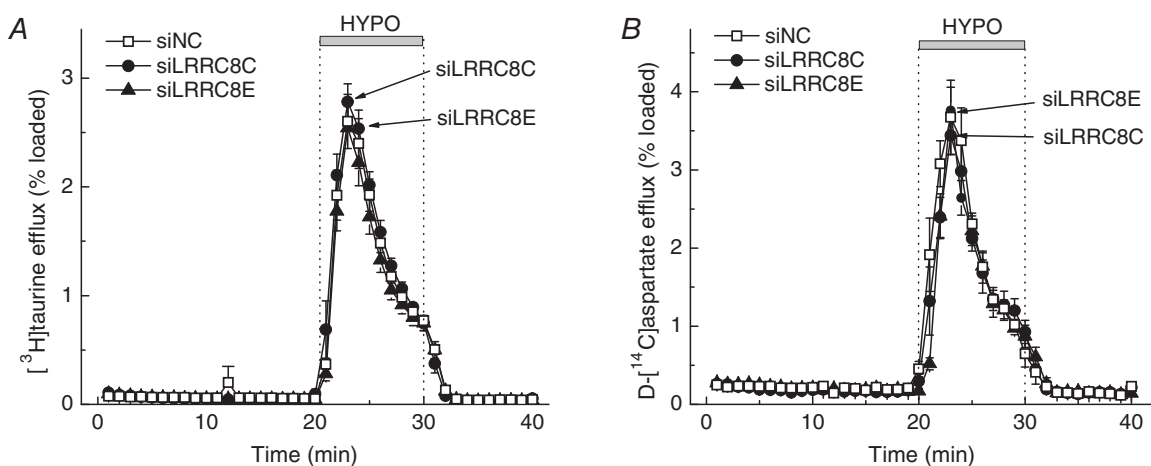 A
HYPO
siNC
siLRRC8C
siLRRC8E
siLRRC8C
siLRRC8E
[³H]taurine efflux (% loaded)
3
2
1
0
0
10
20
30
40
Time (min)
B
HYPO
siNC
siLRRC8C
siLRRC8E
siLRRC8E
siLRRC8C
D-[¹⁴C]aspartate efflux (% loaded)
4
3
2
1
0
0
10
20
30
40
Time (min)